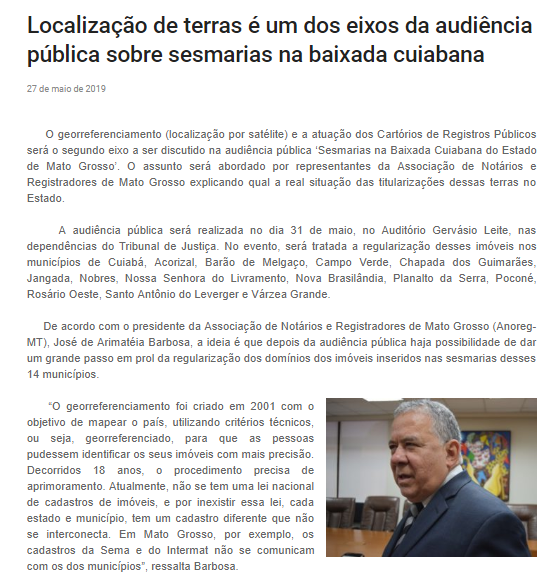 Localização de terras é um dos eixos da audiência
pública sobre sesmarias na baixada cuiabana
27 de maio de 2019
O georreferenciamento (localização por satélite) e a atuação dos Cartórios de Registros Públicos
será o segundo eixo a ser discutido na audiência pública ‘Sesmarias na Baixada Cuiabana do Estado
de Mato Grosso’. O assunto será abordado por representantes da Associação de Notários e
Registradores de Mato Grosso explicando qual a real situação das titularizações dessas terras no
Estado.
A audiência pública será realizada no dia 31 de maio, no Auditório Gervásio Leite, nas
dependências do Tribunal de Justiça. No evento, será tratada a regularização desses imóveis nos
municípios de Cuiabá, Acorizal, Barão de Melgaço, Campo Verde, Chapada dos Guimarães,
Jangada, Nobres, Nossa Senhora do Livramento, Nova Brasilândia, Planalto da Serra, Poconé,
Rosário Oeste, Santo Antônio do Leverger e Várzea Grande.
De acordo com o presidente da Associação de Notários e Registradores de Mato Grosso (Anoreg-
MT), José de Arimatéia Barbosa, a ideia é que depois da audiência pública haja possibilidade de dar
um grande passo em prol da regularização dos domínios dos imóveis inseridos nas sesmarias desses
14 municípios.
“O georreferenciamento foi criado em 2001 com o
objetivo de mapear o país, utilizando critérios técnicos,
ou seja, georreferenciado, para que as pessoas
pudessem identificar os seus imóveis com mais precisão.
Decorridos 18 anos, o procedimento precisa de
aprimoramento. Atualmente, não se tem uma lei nacional
de cadastros de imóveis, e por inexistir essa lei, cada
estado e município, tem um cadastro diferente que não
se interconecta. Em Mato Grosso, por exemplo, os
cadastros da Sema e do Intermat não se comunicam
com os dos municípios”, ressalta Barbosa.